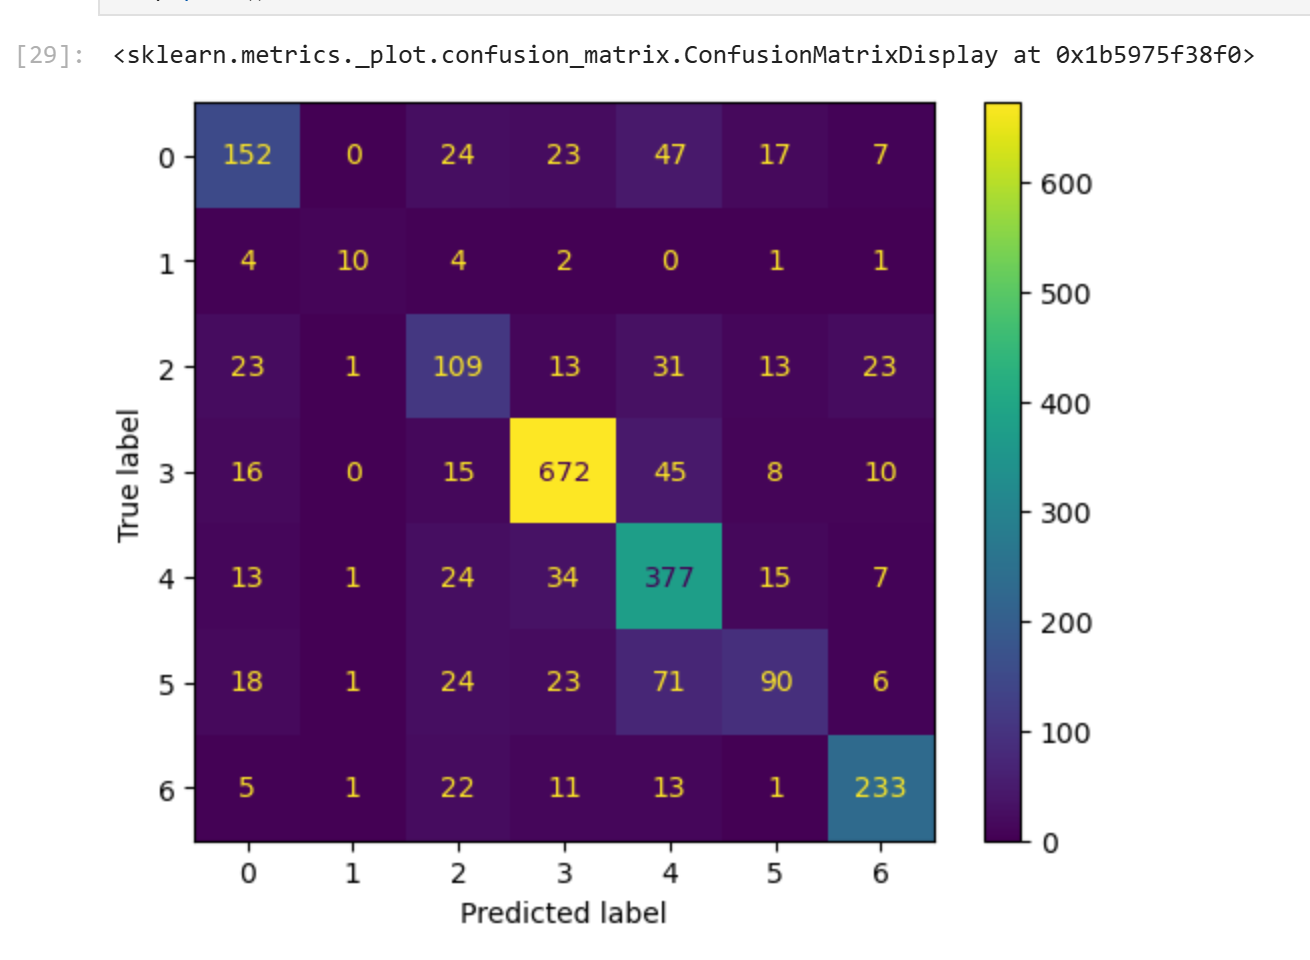 [29]: <sklearn.metrics._plot.confusion_matrix.ConfusionMatrixDisplay at 0x1b5975f38f0>
0 152 0 24 23 47 17 7
1 4 10 4 2 0 1 1
2 23 1 109 13 31 13 23
3 16 0 15 672 45 8 10
4 13 1 24 34 377 15 7
5 18 1 24 23 71 90 6
6 5 1 22 11 13 1 233
0 1 2 3 4 5 6
Predicted label
True label
600
500
400
300
200
100
0